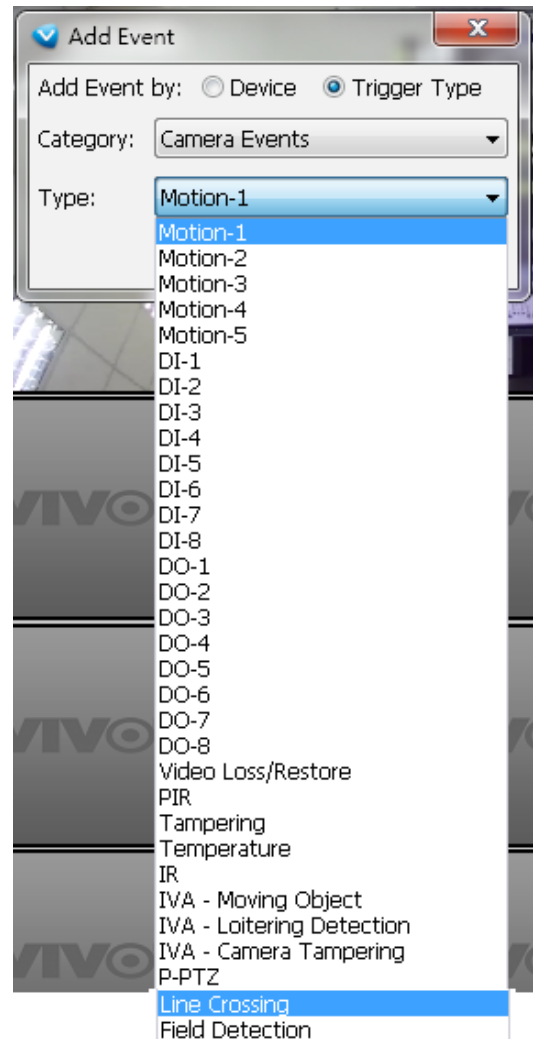 Add Event
Add Event by: Device Trigger Type
Category: Camera Events
Type: Motion-1
Motion-1
Motion-2
Motion-3
Motion-4
Motion-5
DI-1
DI-2
DI-3
DI-4
DI-5
DI-6
DI-7
DI-8
DO-1
DO-2
DO-3
DO-4
DO-5
DO-6
DO-7
DO-8
Video Loss/Restore
PIR
Tampering
Temperature
IR
IVA - Moving Object
IVA - Loitering Detection
IVA - Camera Tampering
P-PTZ
Line Crossing
Field Detection
VIVO
VIVO
VIVO